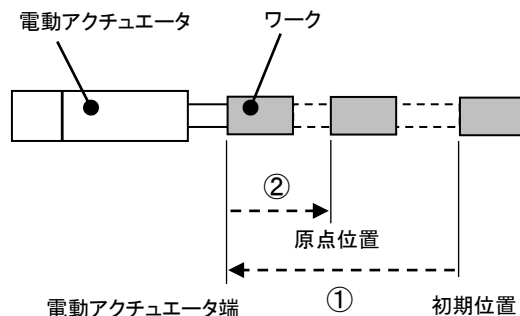 電動アクチュエータ
ワーク
②
原点位置
電動アクチュエータ端
①
初期位置